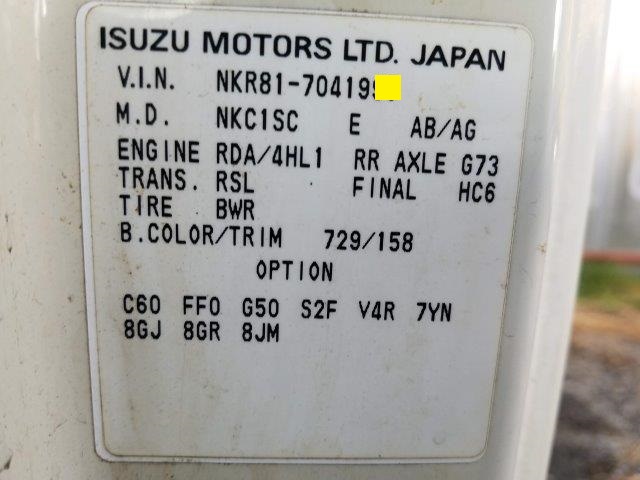 ISUZU MOTORS LTD. JAPAN
V.I.N. NKR81-704199
M.D. NKC1SC E AB/AG
ENGINE RDA/4HL1 RR AXLE G73
TRANS. RSL FINAL HC6
TIRE BWR
B.COLOR/TRIM 729/158
OPTION
C60 FF0 G50 S2F V4R 7YN
8GJ 8GR 8JM